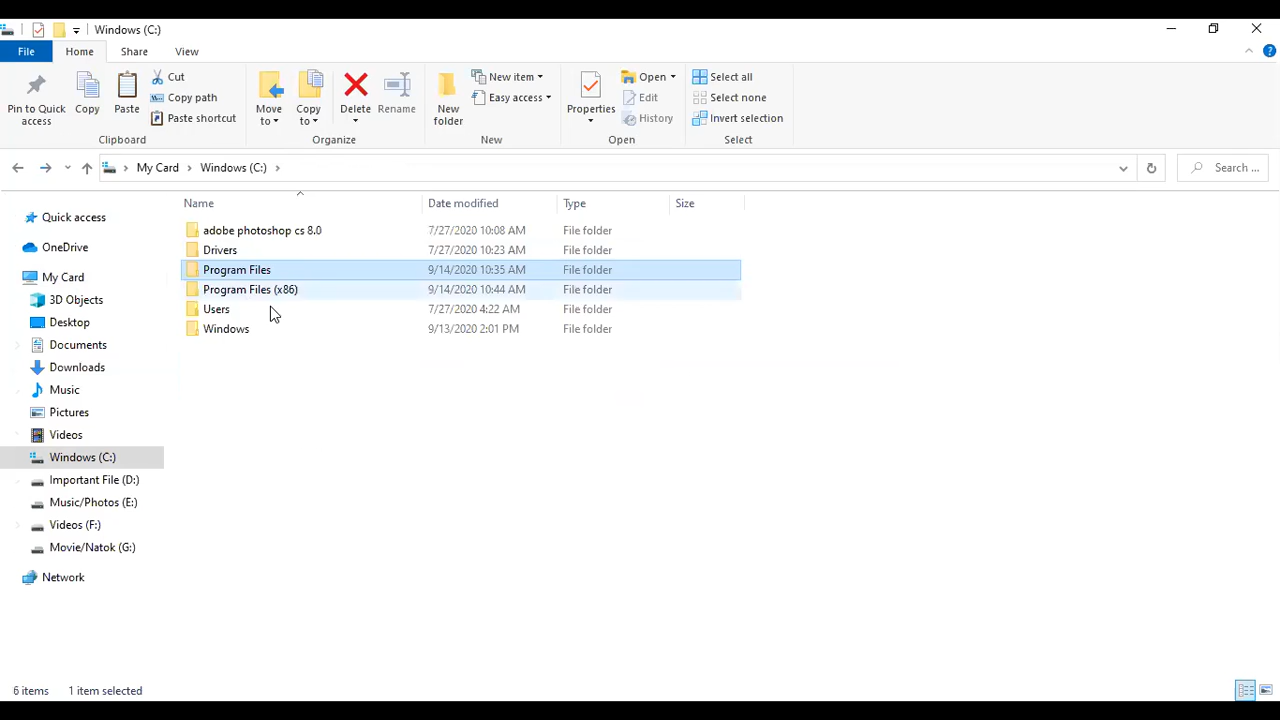 Windows (C:)
File Home Share View
Pin to Quick access
Copy
Paste
Cut
Copy path
Paste shortcut
Clipboard
Move to
Copy to
Delete
Rename
Organize
New folder
New item
Easy access
New
Properties
Open
Edit
History
Open
Select all
Select none
Invert selection
Select
My Card > Windows (C:) >
Search ...
Name Date modified Type Size
adobe photoshop cs 8.0 7/27/2020 10:08 AM File folder
Drivers 7/27/2020 10:23 AM File folder
Program Files 9/14/2020 10:35 AM File folder
Program Files (x86) 9/14/2020 10:44 AM File folder
Users 7/27/2020 4:22 AM File folder
Windows 9/13/2020 2:01 PM File folder
Quick access
OneDrive
My Card
3D Objects
Desktop
Documents
Downloads
Music
Pictures
Videos
Windows (C:)
Important File (D:)
Music/Photos (E:)
Videos (F:)
Movie/Natok (G:)
Network
6 items 1 item selected